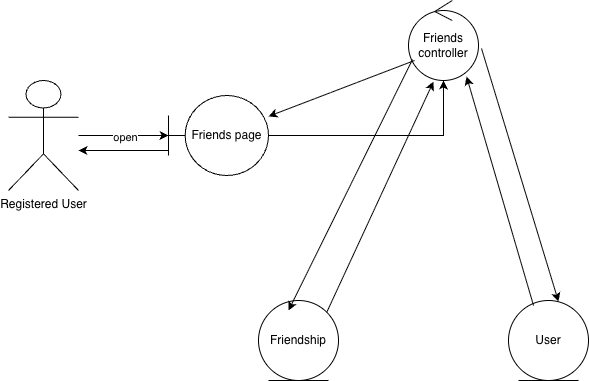 Friends
controller
open
Friends page
Registered User
Friendship
User